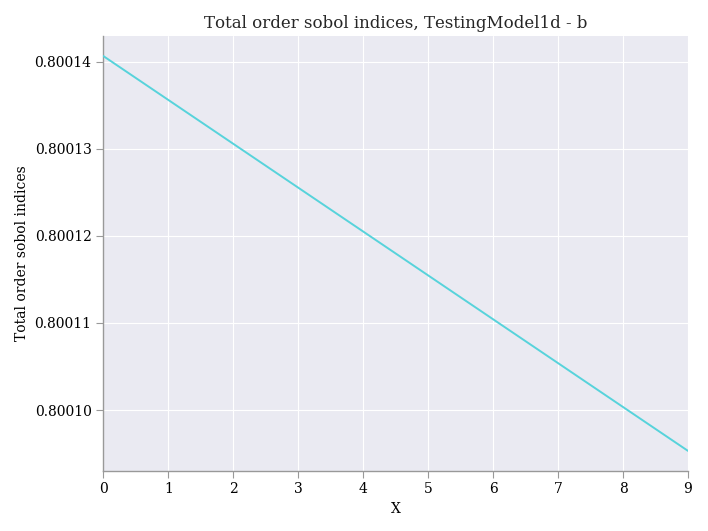 Total order sobol indices, TestingModel1d - b
Total order sobol indices
0.80014
0.80013
0.80012
0.80011
0.80010
0 1 2 3 4 5 6 7 8 9
X